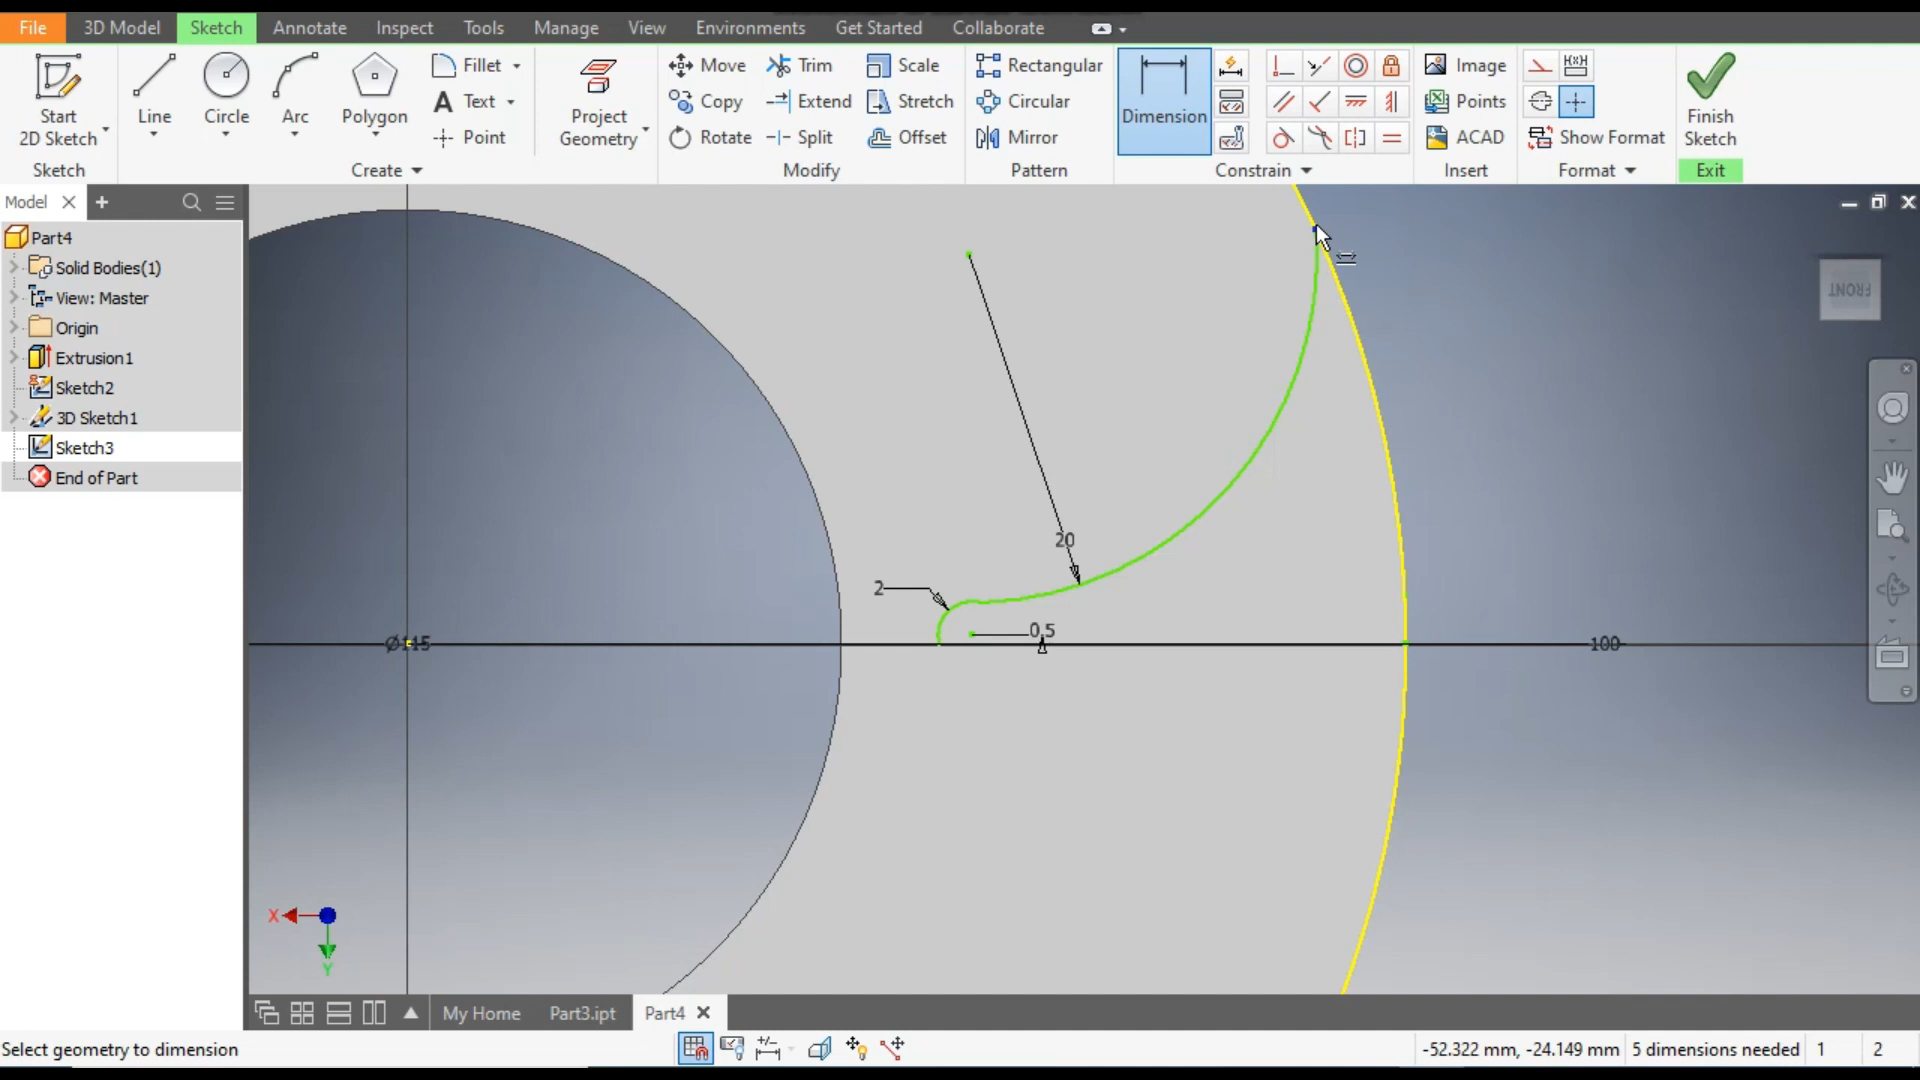 File 3D Model Sketch Annotate Inspect Tools Manage View Environments Get Started Collaborate
Start 2D Sketch
Line
Circle
Arc
Polygon
Fillet
Text
Point
Project Geometry
Move
Copy
Rotate
Trim
Extend
Split
Scale
Stretch
Offset
Rectangular
Circular
Mirror
Dimension
Image
Points
ACAD
Show Format
Finish Sketch
Sketch Create Modify Pattern Constrain Insert Format Exit
Model
Part4
Solid Bodies(1)
View: Master
Origin
Extrusion1
Sketch2
3D Sketch1
Sketch3
End of Part
FRONT
20
2
0,5
Ø115
100
X
Y
My Home Part3.ipt Part4
Select geometry to dimension
-52.322 mm, -24.149 mm 5 dimensions needed 1 2